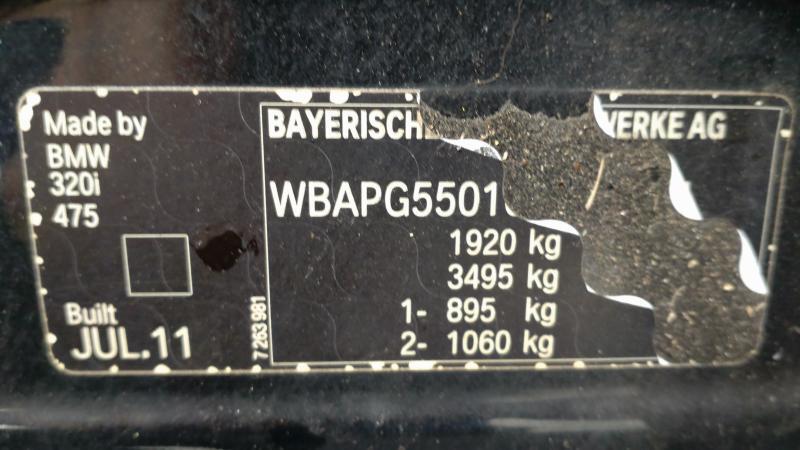 Made by
BMW
320i
475
Built
JUL.11
7 263 981
BAYERISCH ERKE AG
WBAPG5501
1920 kg
3495 kg
1- 895 kg
2- 1060 kg